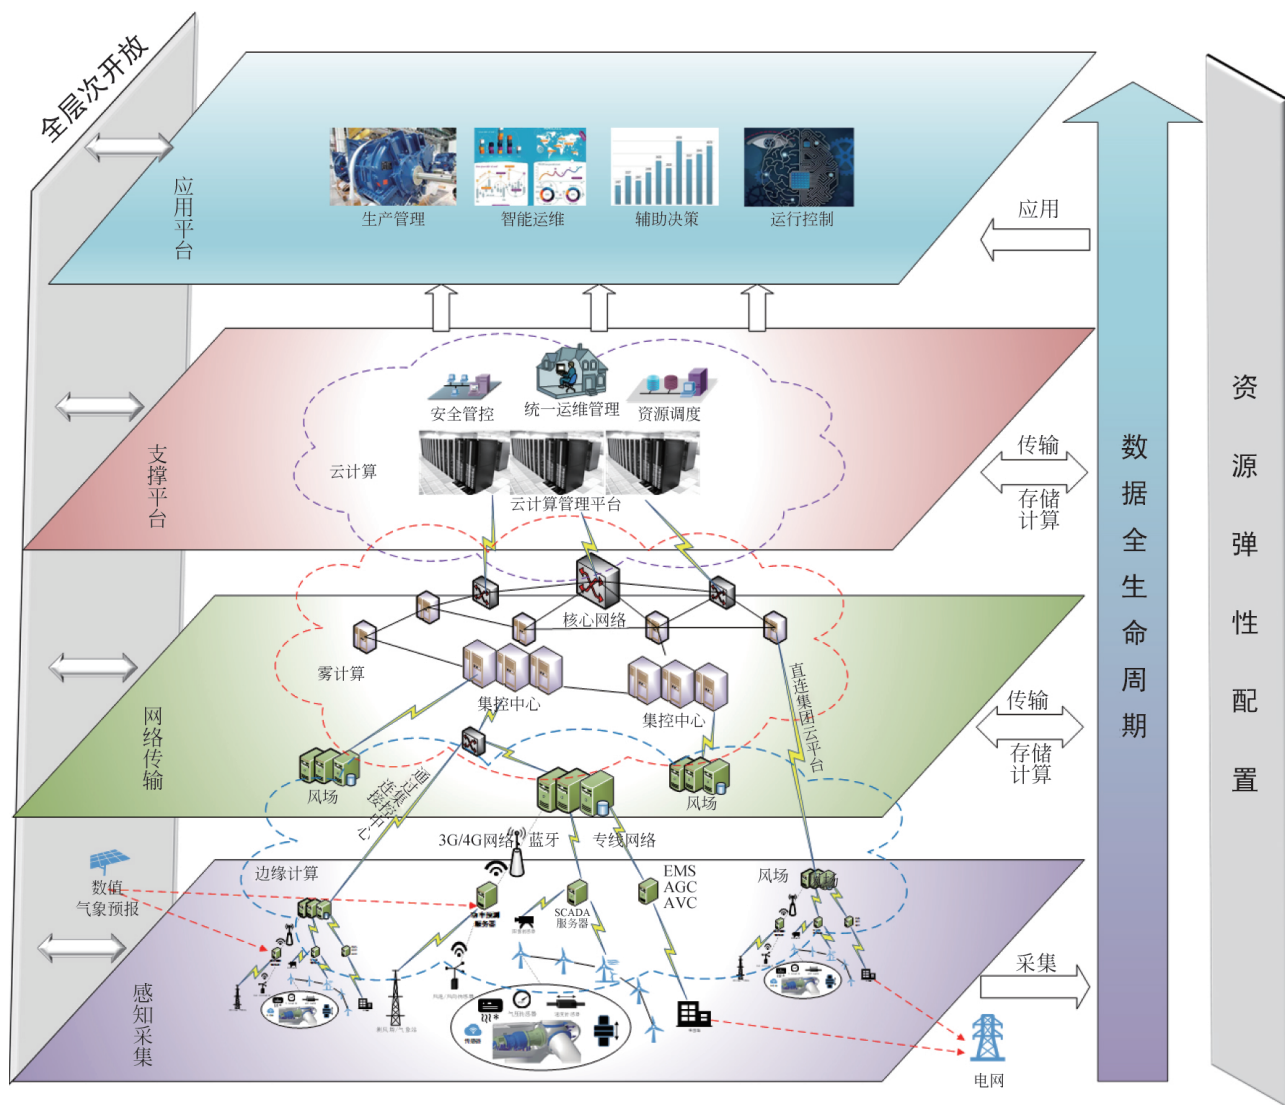 全层次开放
应用平台
生产管理
智能运维
辅助决策
运行控制
应用
支撑平台
安全管控
统一运维管理
资源调度
云计算
云计算管理平台
传输
存储
计算
数据全生命周期
资源弹性配置
核心网络
雾计算
集控中心
集控中心
网络传输
直连集团云平台
传输
存储
计算
风场
风场
通过集控中心
连接
3G/4G网络
蓝牙
专线网络
边缘计算
数值
气象预报
EMS
AGC
AVC
SCADA
服务器
服务器
风场
感知采集
传感器
采集
电网